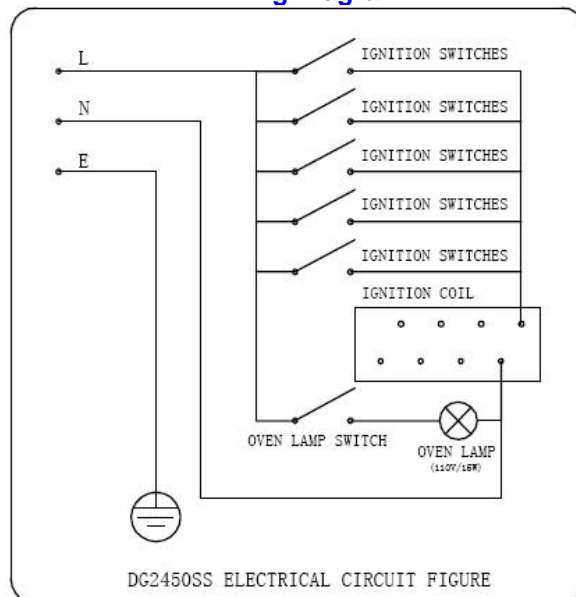 L
IGNITION SWITCHES
N
IGNITION SWITCHES
E
IGNITION SWITCHES
IGNITION SWITCHES
IGNITION SWITCHES
IGNITION COIL
OVEN LAMP SWITCH
OVEN LAMP
(110V/15W)
DG2450SS ELECTRICAL CIRCUIT FIGURE